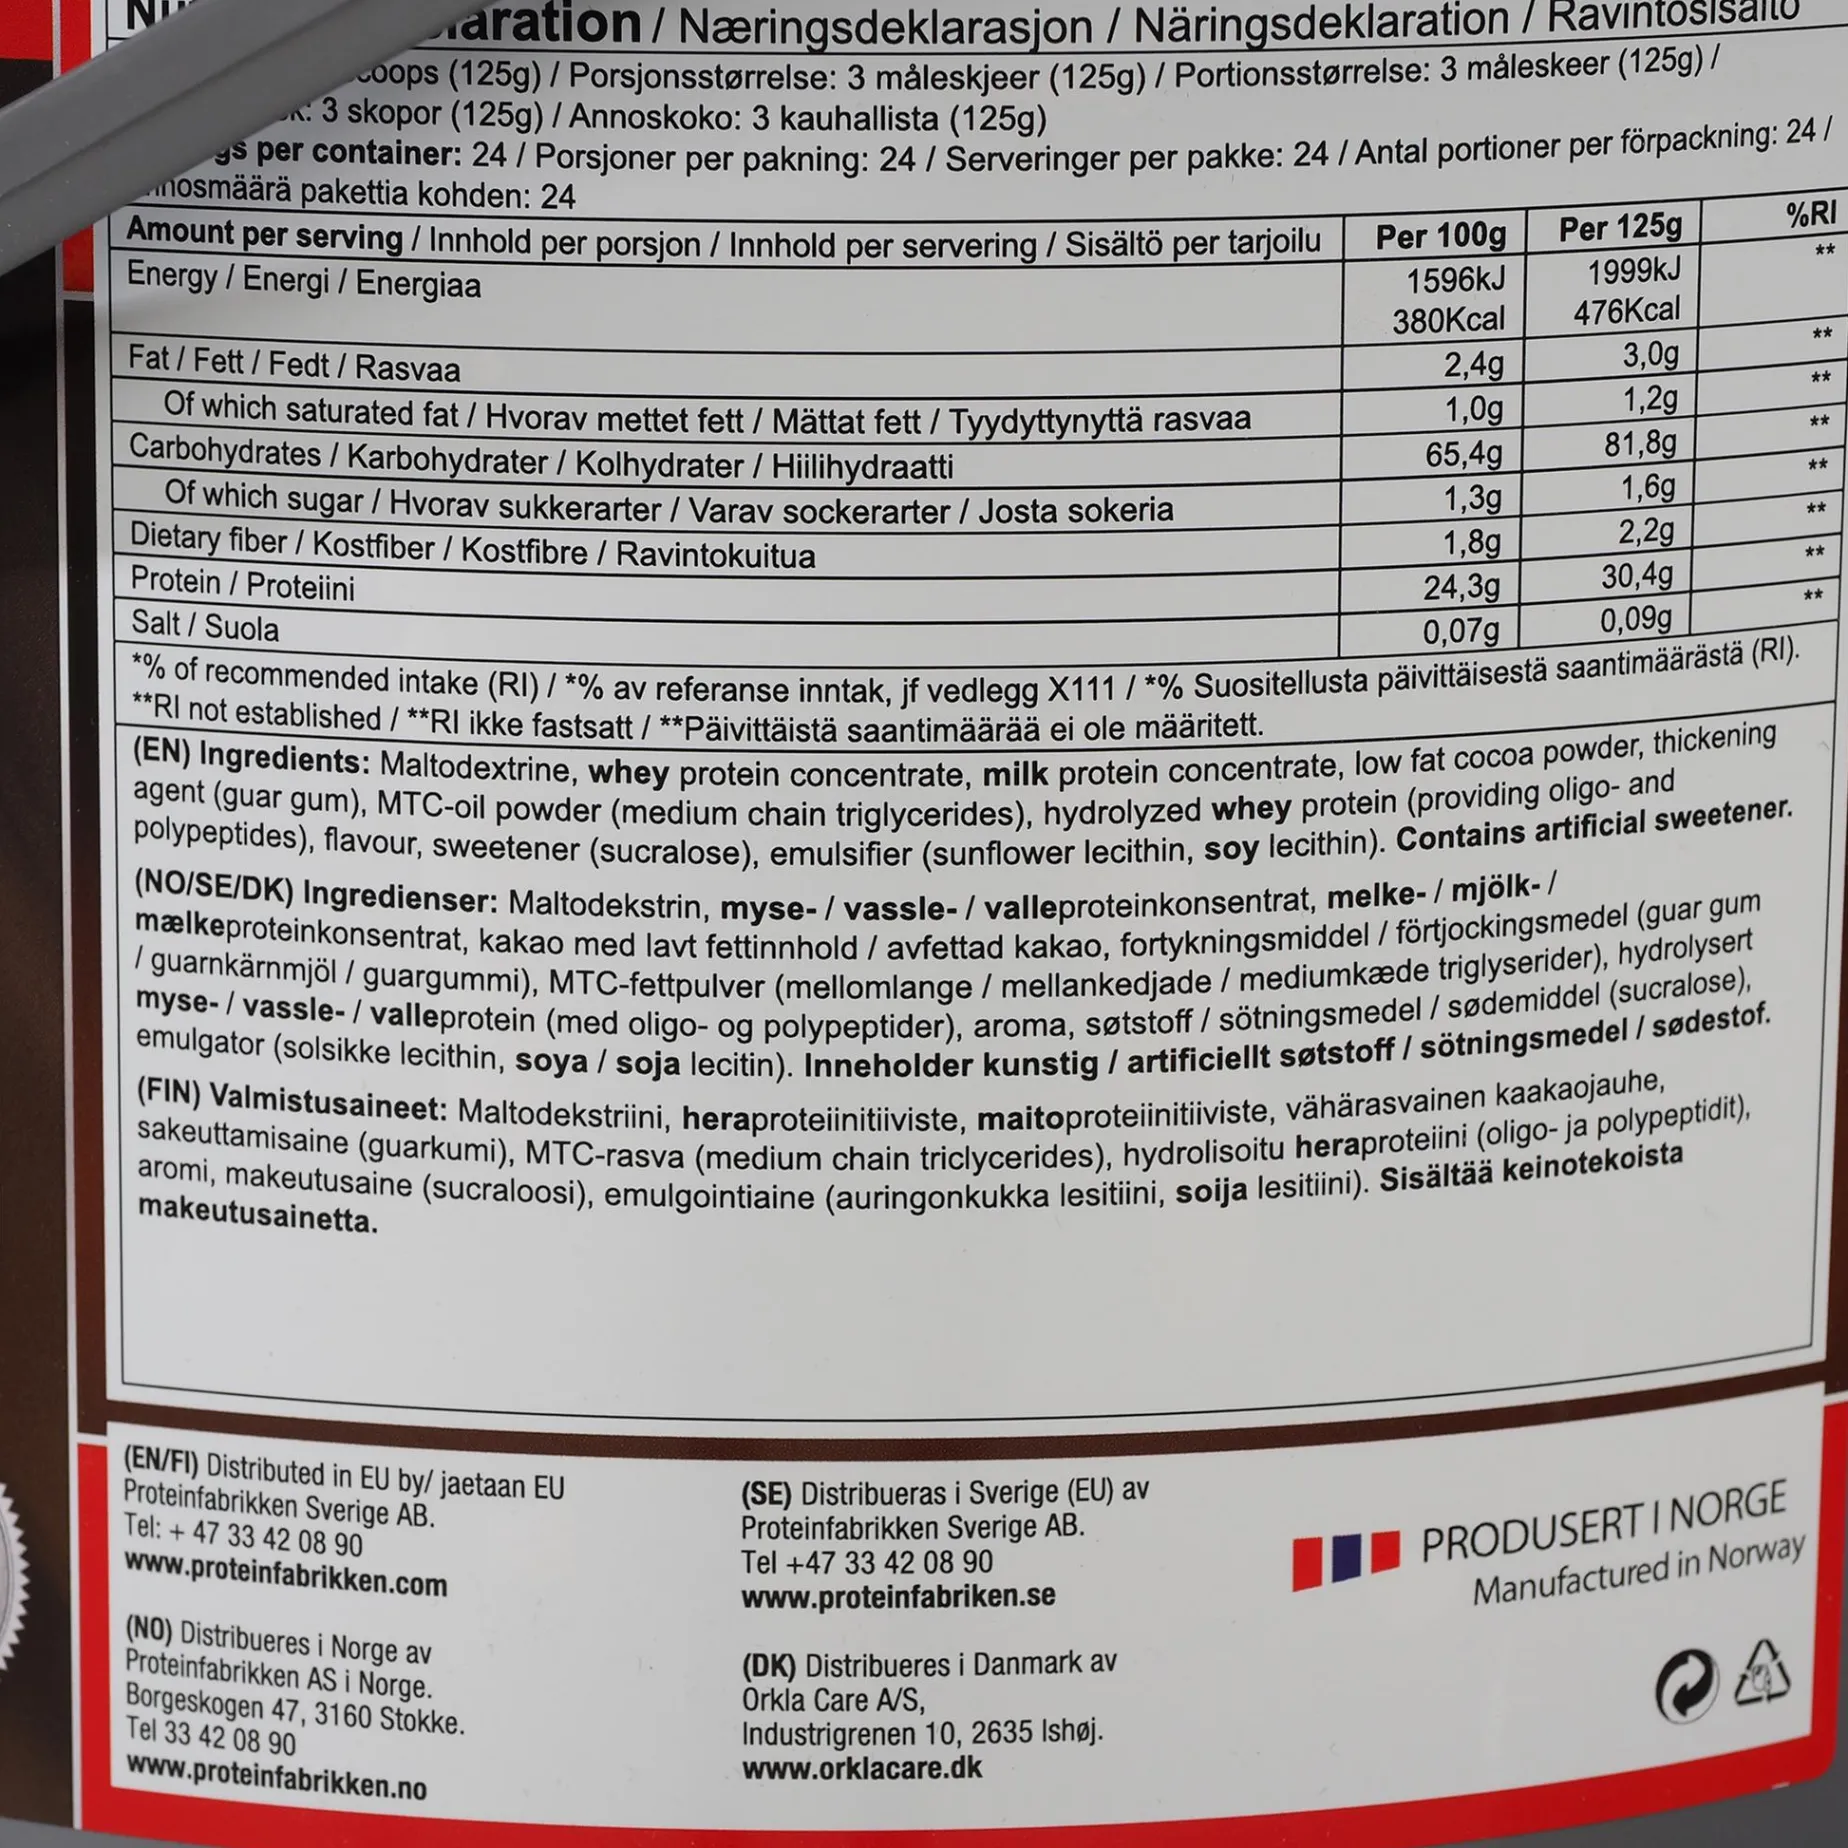 aration / Næringsdeklarasjon / Näringsdeklaration / Ravintosisältö
(125g) / Porsjonsstørrelse: 3 måleskjeer (125g) / Portionsstørrelse: 3 måleskeer (125g) /
3 skopor (125g) / Annoskoko: 3 kauhallista (125g)
per container: 24 / Porsjoner per pakning: 24 / Serveringer per pakke: 24 / Antal portioner per förpackning: 24 /
pakettia kohden: 24
Amount per serving / Innhold per porsjon / Innhold per servering / Sisältö per tarjoilu Per 100g Per 125g %RI
Energy / Energi / Energiaa 1596kJ 1999kJ **
380Kcal 476Kcal
Fat / Fett / Fedt / Rasvaa 2,4g 3,0g **
Of which saturated fat / Hvorav mettet fett / Mättat fett / Tyydyttynyttä rasvaa 1,0g 1,2g **
Carbohydrates / Karbohydrater / Kolhydrater / Hiilihydraatti 65,4g 81,8g **
Of which sugar / Hvorav sukkerarter / Varav sockerarter / Josta sokeria 1,3g 1,6g **
Dietary fiber / Kostfiber / Kostfibre / Ravintokuitua 1,8g 2,2g **
Protein / Proteiini 24,3g 30,4g **
Salt / Suola 0,07g 0,09g **
*% of recommended intake (RI) / *% av referanse inntak, jf vedlegg X111 / *% Suositellusta päivittäisestä saantimäärästä (RI).
**RI not established / **RI ikke fastsatt / **Päivittäistä saantimäärää ei ole määritett.
(EN) Ingredients: Maltodextrine, whey protein concentrate, milk protein concentrate, low fat cocoa powder, thickening
agent (guar gum), MTC-oil powder (medium chain triglycerides), hydrolyzed whey protein (providing oligo- and
polypeptides), flavour, sweetener (sucralose), emulsifier (sunflower lecithin, soy lecithin). Contains artificial sweetener.
(NO/SE/DK) Ingredienser: Maltodekstrin, myse- / vassle- / valleproteinkonsentrat, melke- / mjölk- /
mælkeproteinkonsentrat, kakao med lavt fettinnhold / avfettad kakao, fortykningsmiddel / förtjockingsmedel (guar gum
/ guarnkärnmjöl / guargummi), MTC-fettpulver (mellomlange / mellankedjade / mediumkæde triglyserider), hydrolysert
myse- / vassle- / valleprotein (med oligo- og polypeptider), aroma, søtstoff / sötningsmedel / sødemiddel (sucralose),
emulgator (solsikke lecithin, soya / soja lecitin). Inneholder kunstig / artificiellt søtstoff / sötningsmedel / sødestof.
(FIN) Valmistusaineet: Maltodekstriini, heraproteiinitiiviste, maitoproteiinitiiviste, vähärasvainen kaakaojauhe,
sakeuttamisaine (guarkumi), MTC-rasva (medium chain triclycerides), hydrolisoitu heraproteiini (oligo- ja polypeptidit),
aromi, makeutusaine (sucraloosi), emulgointiaine (auringonkukka lesitiini, soija lesitiini). Sisältää keinotekoista
makeutusainetta.
(EN/FI) Distributed in EU by/ jaetaan EU
Proteinfabrikken Sverige AB.
Tel: + 47 33 42 08 90
www.proteinfabrikken.com
(NO) Distribueres i Norge av
Proteinfabrikken AS i Norge.
Borgeskogen 47, 3160 Stokke.
Tel 33 42 08 90
www.proteinfabrikken.no
(SE) Distribueras i Sverige (EU) av
Proteinfabrikken Sverige AB.
Tel +47 33 42 08 90
www.proteinfabriken.se
(DK) Distribueres i Danmark av
Orkla Care A/S,
Industrigrenen 10, 2635 Ishøj.
www.orklacare.dk
PRODUSERT I NORGE
Manufactured in Norway